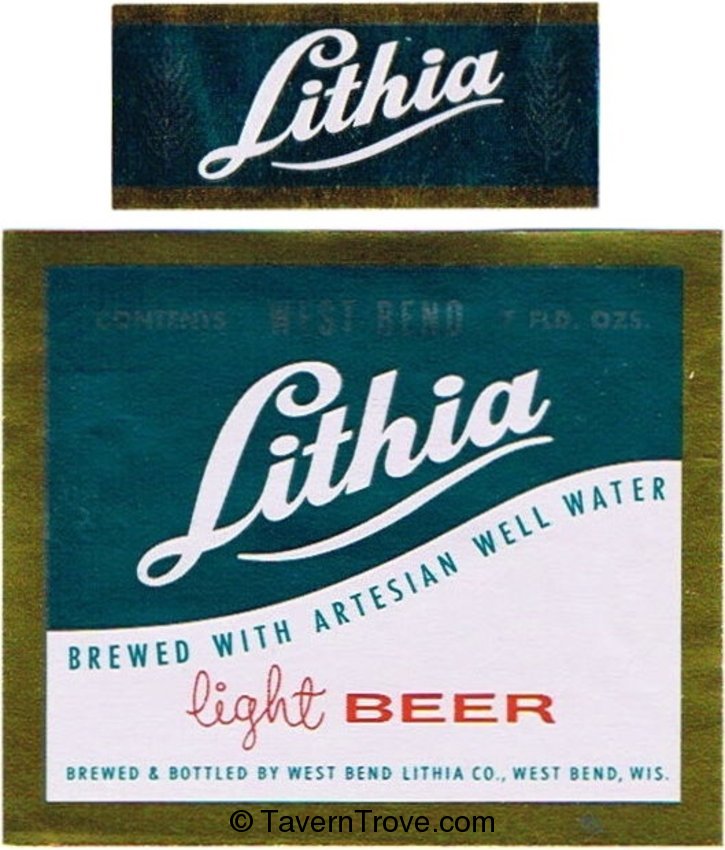 Lithia
CONTENTS WEST BEND 7 FLD. OZS.
Lithia
BREWED WITH ARTESIAN WELL WATER
light BEER
BREWED & BOTTLED BY WEST BEND LITHIA CO., WEST BEND, WIS.
© TavernTrove.com